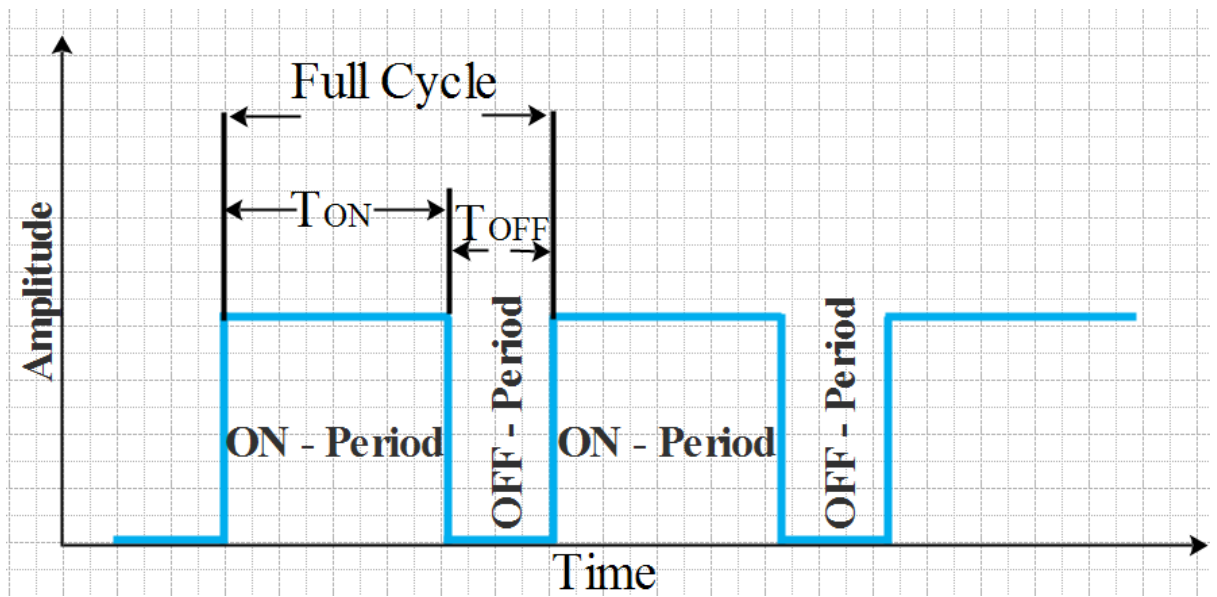 Full Cycle
TON
TOFF
Amplitude
ON - Period
OFF - Period
ON - Period
OFF - Period
Time